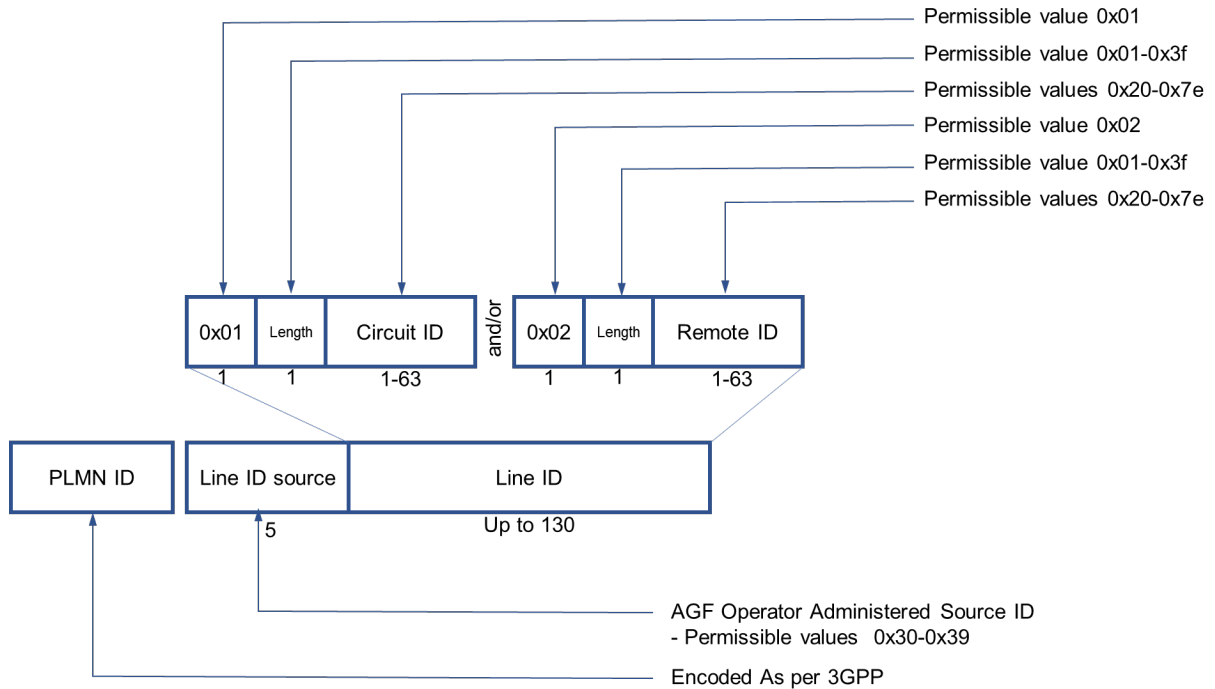 Permissible value 0x01
Permissible value 0x01-0x3f
Permissible values 0x20-0x7e
Permissible value 0x02
Permissible value 0x01-0x3f
Permissible values 0x20-0x7e
0x01
Length
Circuit ID
and/or
0x02
Length
Remote ID
1
1
1-63
1
1
1-63
PLMN ID
Line ID source
Line ID
5
Up to 130
AGF Operator Administered Source ID
- Permissible values 0x30-0x39
Encoded As per 3GPP